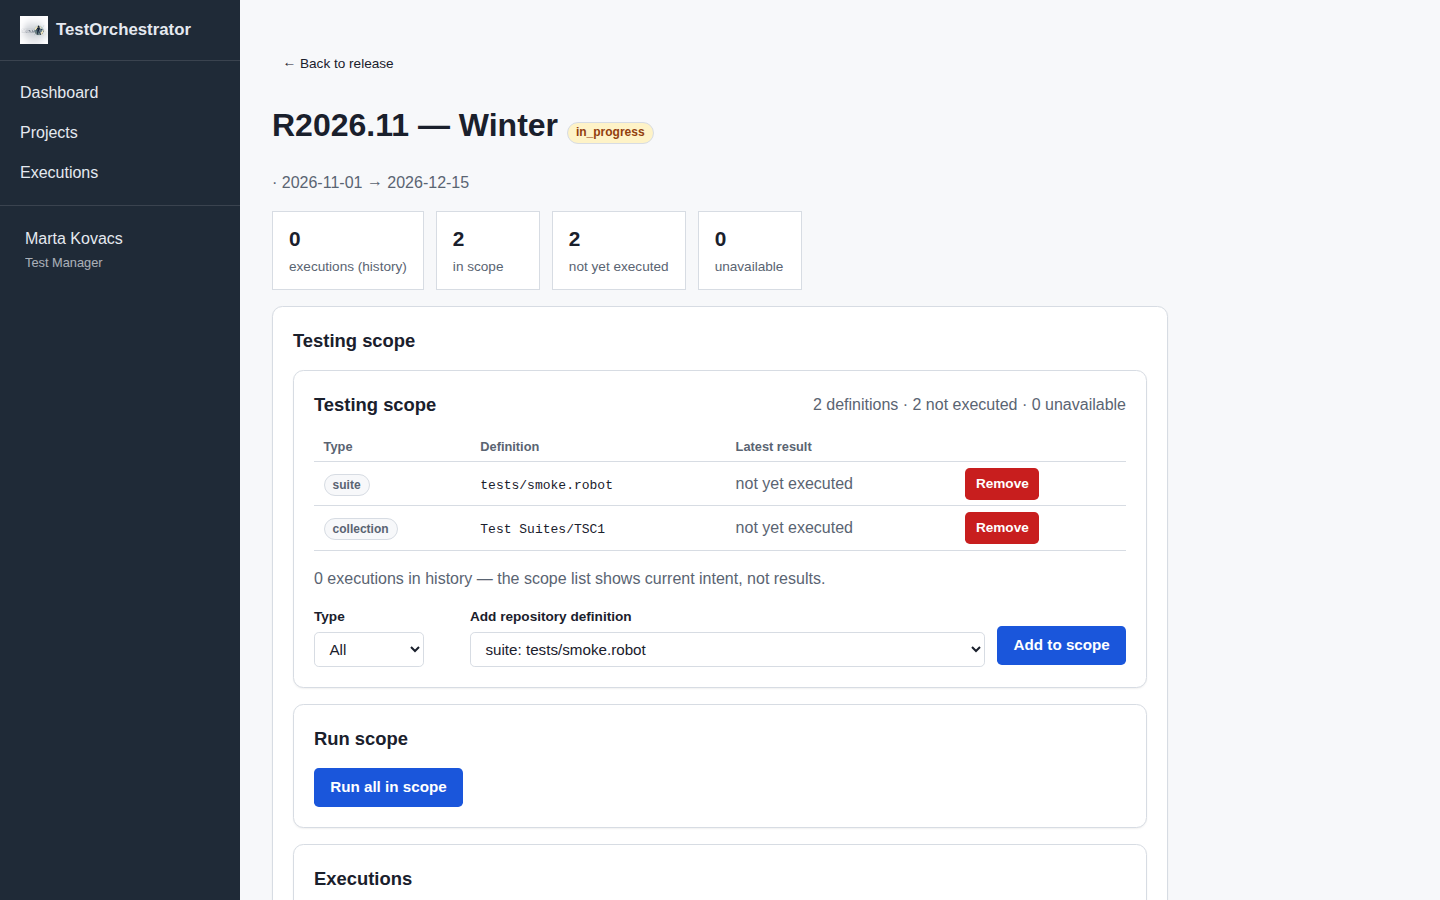 TestOrchestrator
Dashboard
Projects
Executions
Marta Kovacs
Test Manager
← Back to release
R2026.11 — Winter in_progress
· 2026-11-01 → 2026-12-15
0
executions (history)
2
in scope
2
not yet executed
0
unavailable
Testing scope
Testing scope
2 definitions · 2 not executed · 0 unavailable
Type Definition Latest result
suite tests/smoke.robot not yet executed Remove
collection Test Suites/TSC1 not yet executed Remove
0 executions in history — the scope list shows current intent, not results.
Type Add repository definition
All suite: tests/smoke.robot Add to scope
Run scope
Run all in scope
Executions